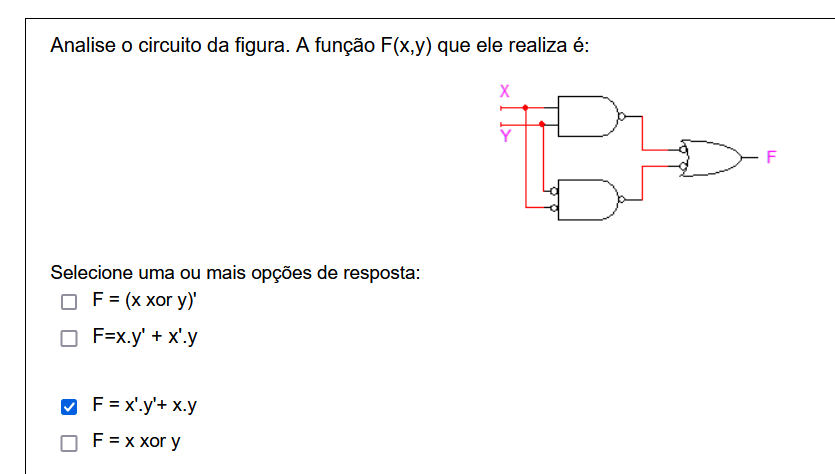 Analise o circuito da figura. A função F(x,y) que ele realiza é:
X
Y
F
Selecione uma ou mais opções de resposta:
F = (x xor y)'
F=x.y' + x'.y
F = x'.y'+ x.y
F = x xor y